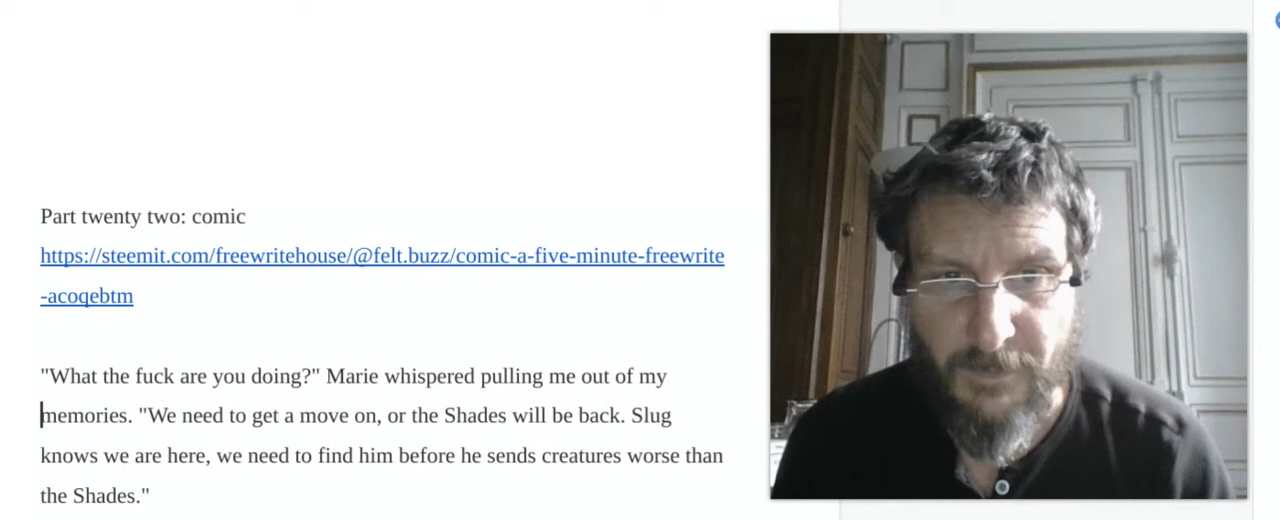 Part twenty two: comic
https://steemit.com/freewritehouse/@felt.buzz/comic-a-five-minute-freewrite
-acoqebtm
"What the fuck are you doing?" Marie whispered pulling me out of my
memories. "We need to get a move on, or the Shades will be back. Slug
knows we are here, we need to find him before he sends creatures worse than
the Shades."